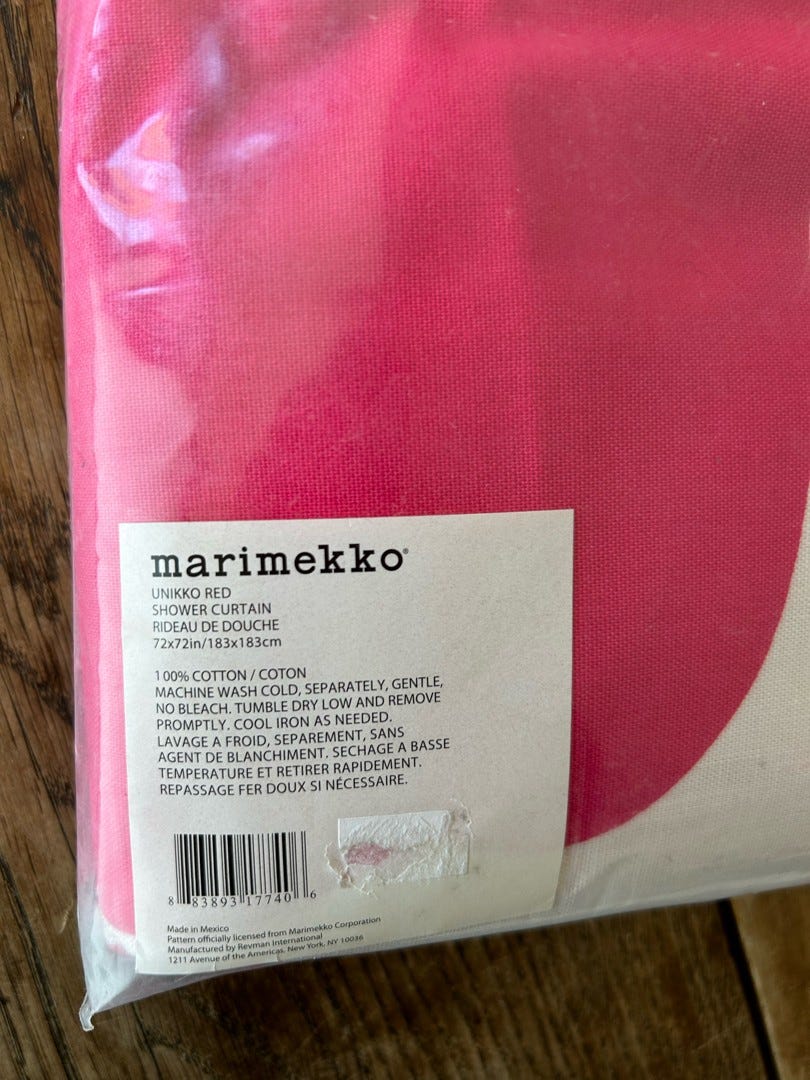 marimekko®
UNIKKO RED
SHOWER CURTAIN
RIDEAU DE DOUCHE
72x72in/183x183cm
100% COTTON / COTON
MACHINE WASH COLD, SEPARATELY, GENTLE,
NO BLEACH. TUMBLE DRY LOW AND REMOVE
PROMPTLY. COOL IRON AS NEEDED.
LAVAGE A FROID, SEPAREMENT, SANS
AGENT DE BLANCHIMENT. SECHAGE A BASSE
TEMPERATURE ET RETIRER RAPIDEMENT.
REPASSAGE FER DOUX SI NÉCESSAIRE.
8 83893 17740 6
Made in Mexico
Pattern officially licensed from Marimekko Corporation
Manufactured by Revman International
1211 Avenue of the Americas, New York, NY 10036